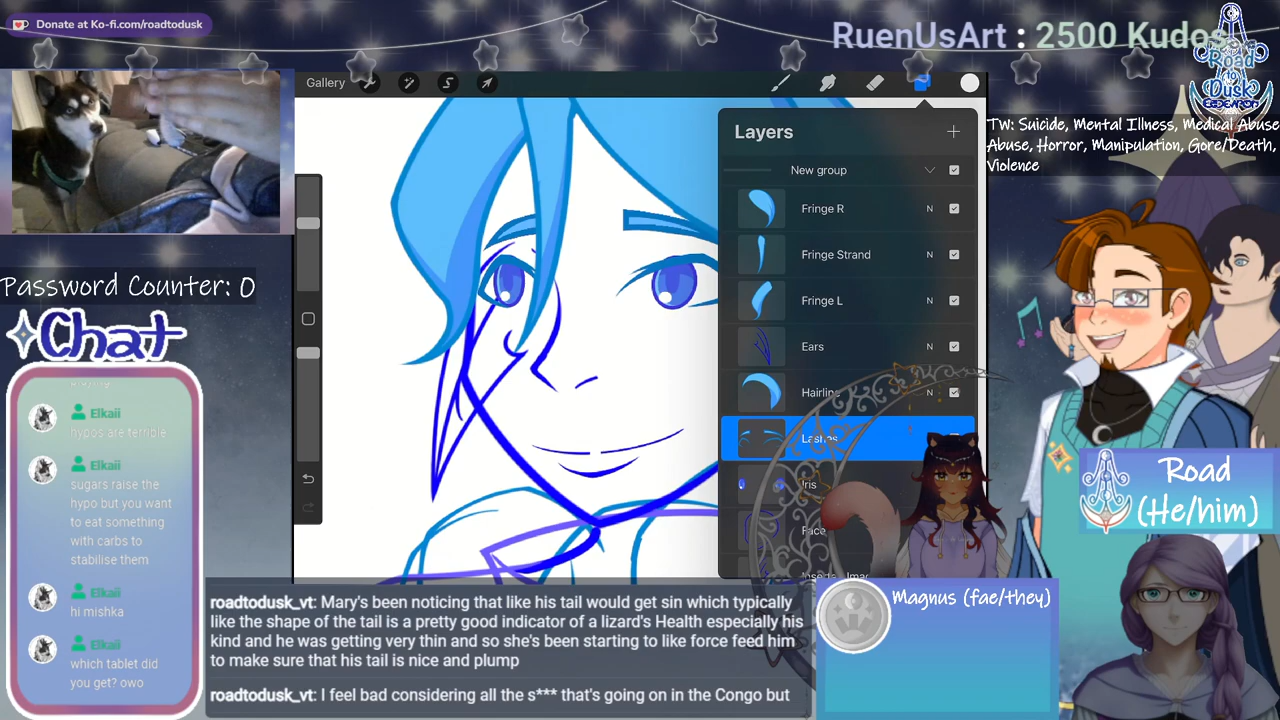 Donate at Ko-fi.com/roadtodusk
RuenUsArt : 2500 Kudos
Road
to
Dusk
Tw: Suicide, Mental Illness, Medical Abuse
Abuse, Horror, Manipulation, Gore/Death,
Violence
Gallery
Layers
New group
Fringe R
N
Fringe Strand
N
Fringe L
N
Ears
N
Hairline
N
Lashes
Iris
Face
Password Counter: 0
Chat
Elkaii
hypos are terrible
Elkaii
sugars raise the
hypo but you want
to eat something
with carbs to
stabilise them
Elkaii
hi mishka
Elkaii
which tablet did
you get? owo
roadtodusk_vt: Mary's been noticing that like his tail would get sin which typically
like the shape of the tail is a pretty good indicator of a lizard's Health especially his
kind and he was getting very thin and so she's been starting to like force feed him
to make sure that his tail is nice and plump
roadtodusk_vt: I feel bad considering all the s*** that's going on in the Congo but
Road
(He/him)
Magnus (fae/they)